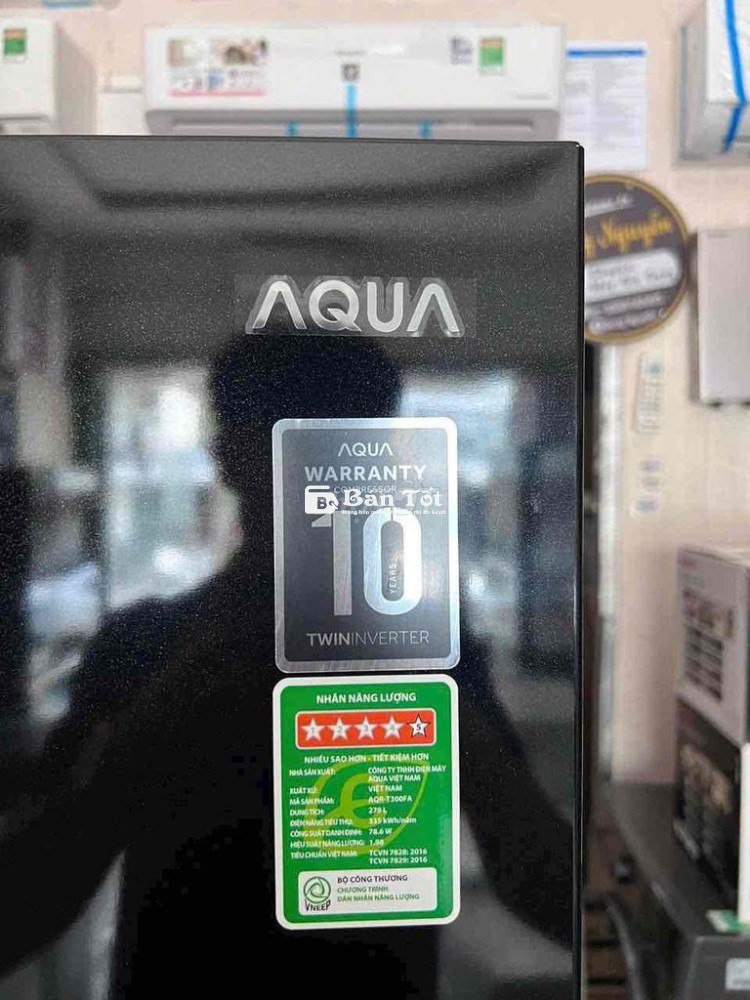 Nguyễn
AQUA
AQUA
WARRANTY
COMPRESSOR
Bán Tốt
10
YEARS
TWININVERTER
NHÃN NĂNG LƯỢNG
5
NHIỀU SAO HƠN - TIẾT KIỆM HƠN
NHÀ SẢN XUẤT: CÔNG TY TNHH ĐIỆN MÁY
AQUA VIỆT NAM
XUẤT XỨ: VIỆT NAM
MÃ SẢN PHẨM: AQR-T300FA
DUNG TÍCH: 279 L
ĐIỆN NĂNG TIÊU THỤ: 335 kWh/năm
CÔNG SUẤT DANH ĐỊNH: 78.6 W
HIỆU SUẤT NĂNG LƯỢNG: 1.98
TIÊU CHUẨN VIỆT NAM: TCVN 7828: 2016
TCVN 7829: 2016
BỘ CÔNG THƯƠNG
CHƯƠNG TRÌNH
DÁN NHÃN NĂNG LƯỢNG
VNEEP